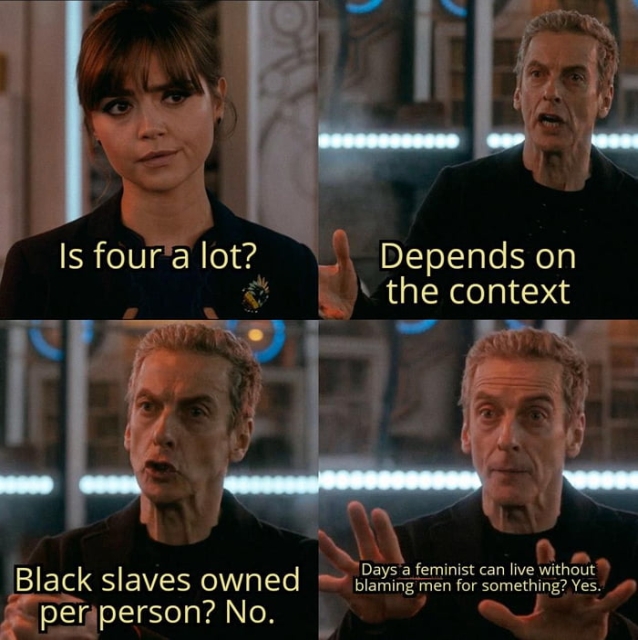 Is four a lot?
Depends on
the context
Black slaves owned
per person? No.
Days a feminist can live without
blaming men for something? Yes.